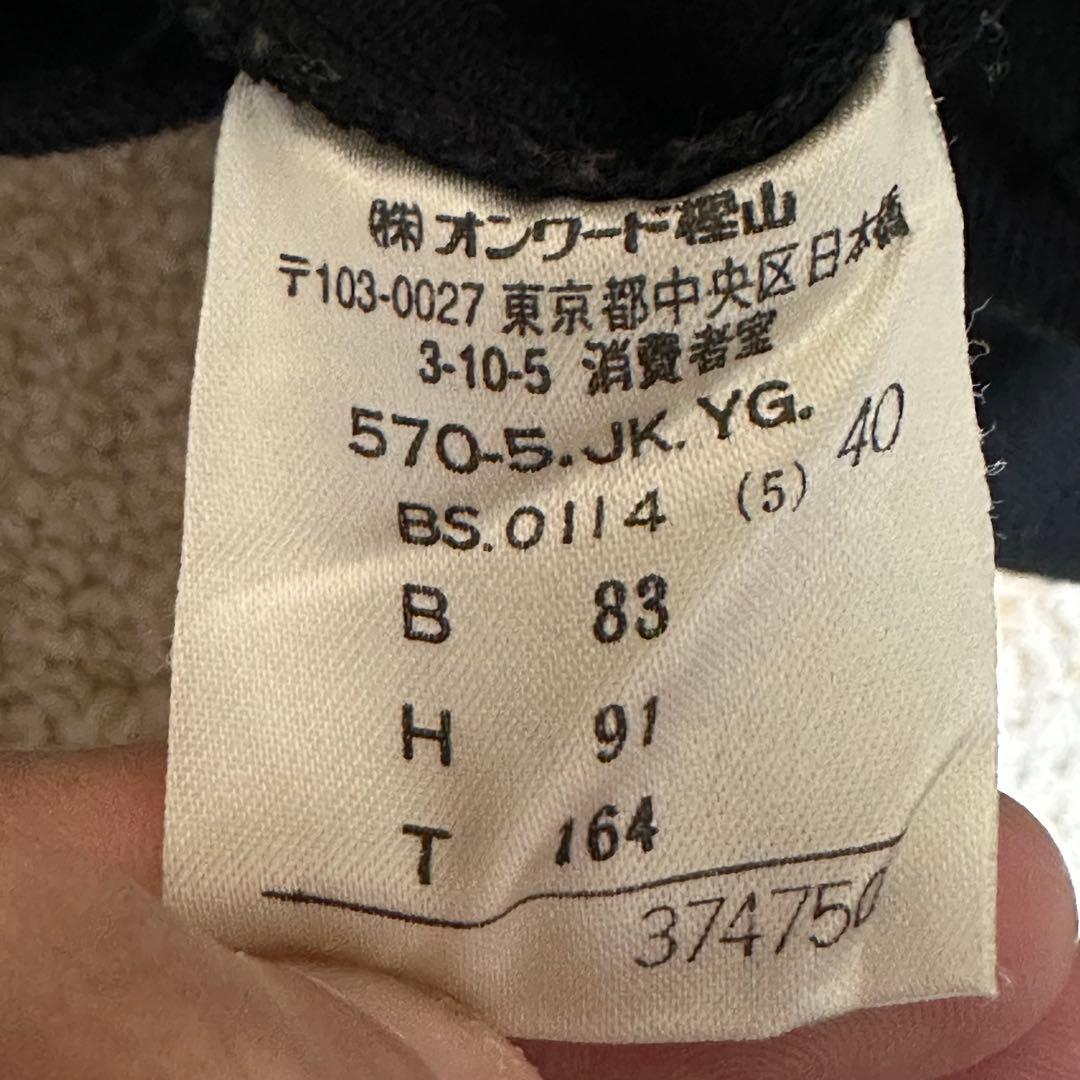 ㈱オンワード樫山
〒103-0027 東京都中央区日本橋
3-10-5 消費者室
570-5.JK.YG. 40
BS.0114 (5)
B 83
H 91
T 164
374750